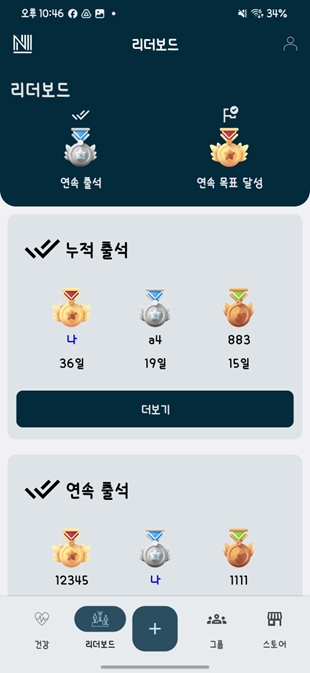 오후 10:46
34%
리더보드
리더보드
연속 출석
연속 목표 달성
누적 출석
나
a4
883
36일
19일
15일
더보기
연속 출석
12345
나
1111
건강
리더보드
그룹
스토어